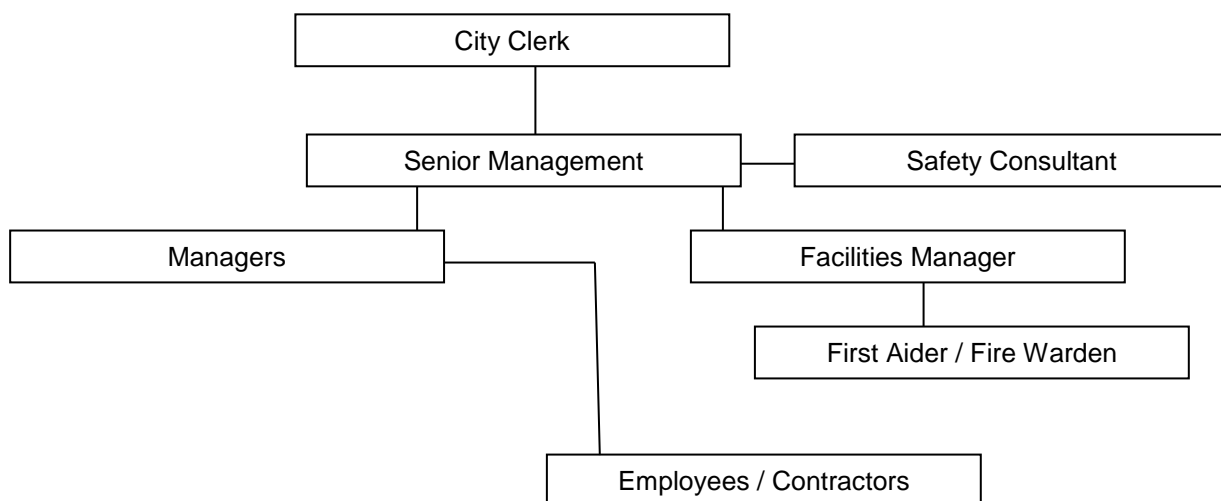 City Clerk
Senior Management
Safety Consultant
Managers
Facilities Manager
First Aider / Fire Warden
Employees / Contractors